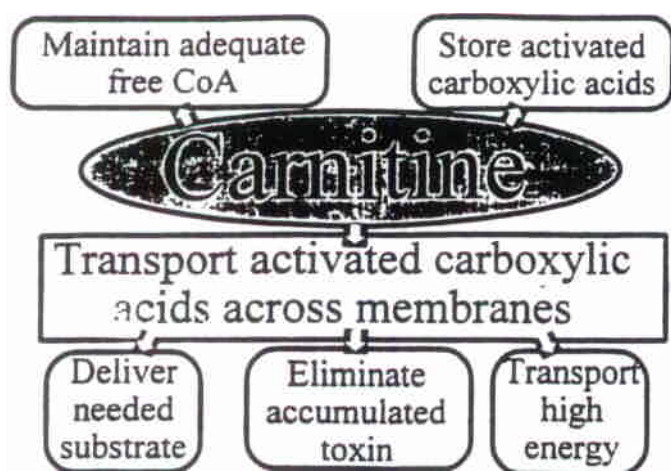 Maintain adequate
free CoA
Store activated
carboxylic acids
Carnitine
Transport activated carboxylic
acids across membranes
Deliver
needed
substrate
Eliminate
accumulated
toxin
Transport
high
energy